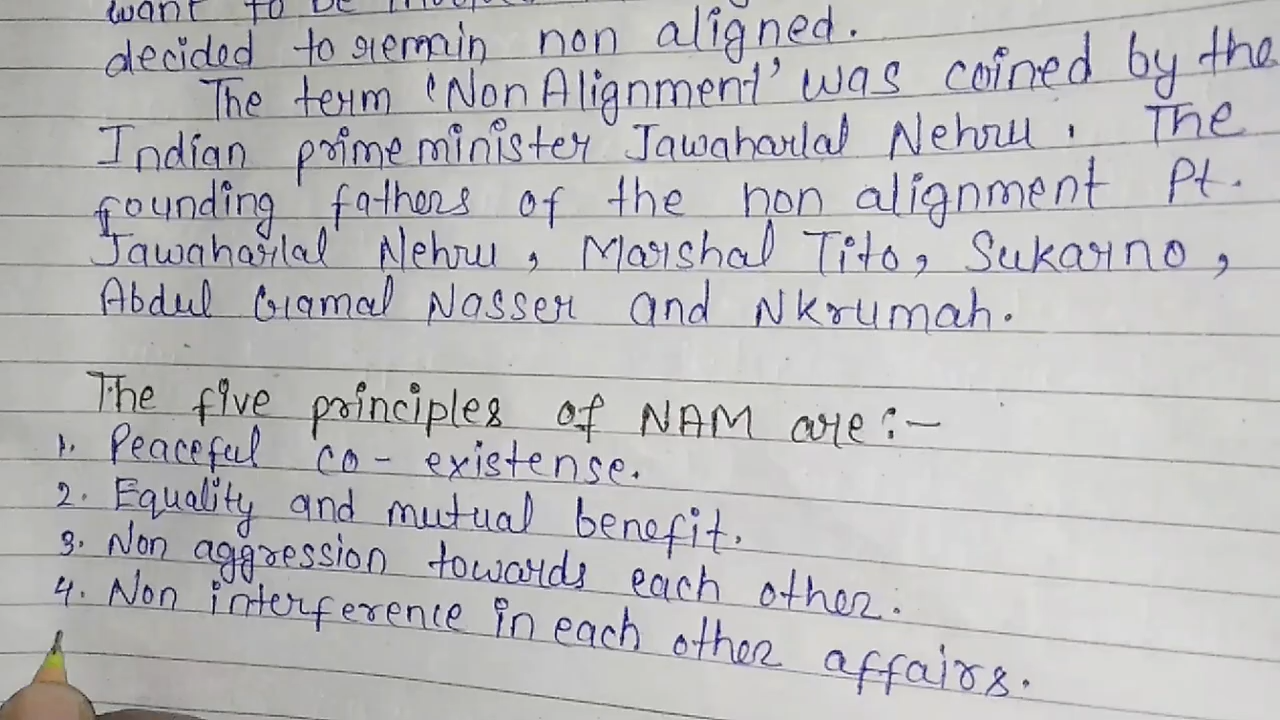 want to be
decided to remain non aligned.
The term 'Non Alignment' was coined by the
Indian prime minister Jawaharlal Nehru. The
founding fathers of the non alignment Pt.
Jawaharlal Nehru, Marshal Tito, Sukarno,
Abdul Gamal Nasser and Nkrumah.
The five principles of NAM are:-
1. Peaceful co-existense.
2. Equality and mutual benefit.
3. Non aggression towards each other.
4. Non interference in each other affairs.